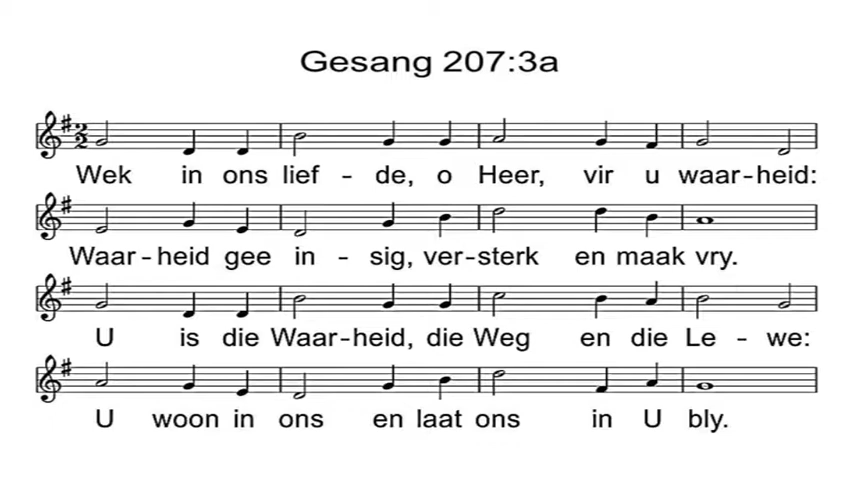 Gesang 207:3a
Wek in ons lief - de, o Heer, vir u waar-heid:
Waar-heid gee in - sig, ver-sterk en maak vry.
U is die Waar-heid, die Weg en die Le - we:
U woon in ons en laat ons in U bly.